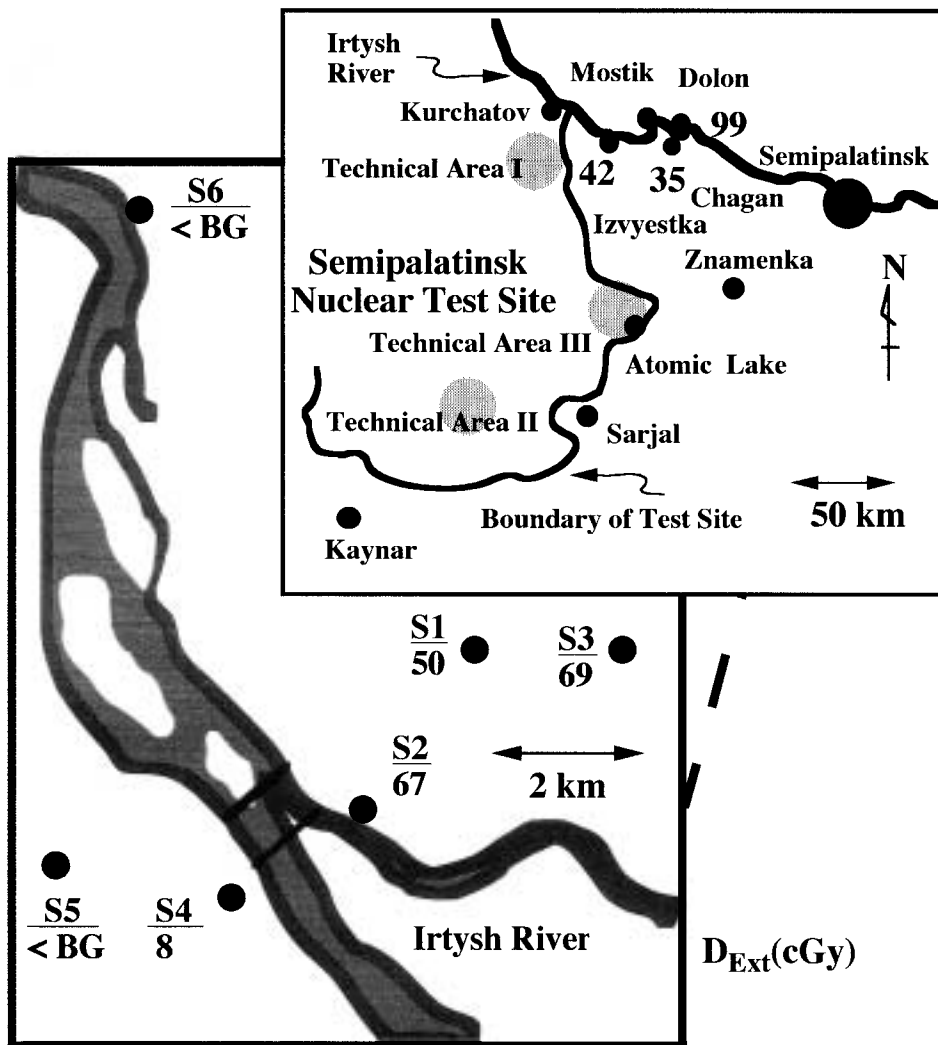 Irtysh
River
Mostik
Dolon
Kurchatov
99
Technical Area I
42
35
Semipalatinsk
Chagan
Izvyestka
Znamenka
N
Semipalatinsk
Nuclear Test Site
Technical Area III
Atomic Lake
Technical Area II
Sarjal
Boundary of Test Site
50 km
Kaynar
S6
< BG
S1
50
S3
69
S2
67
2 km
S5
< BG
S4
8
Irtysh River
DExt(cGy)